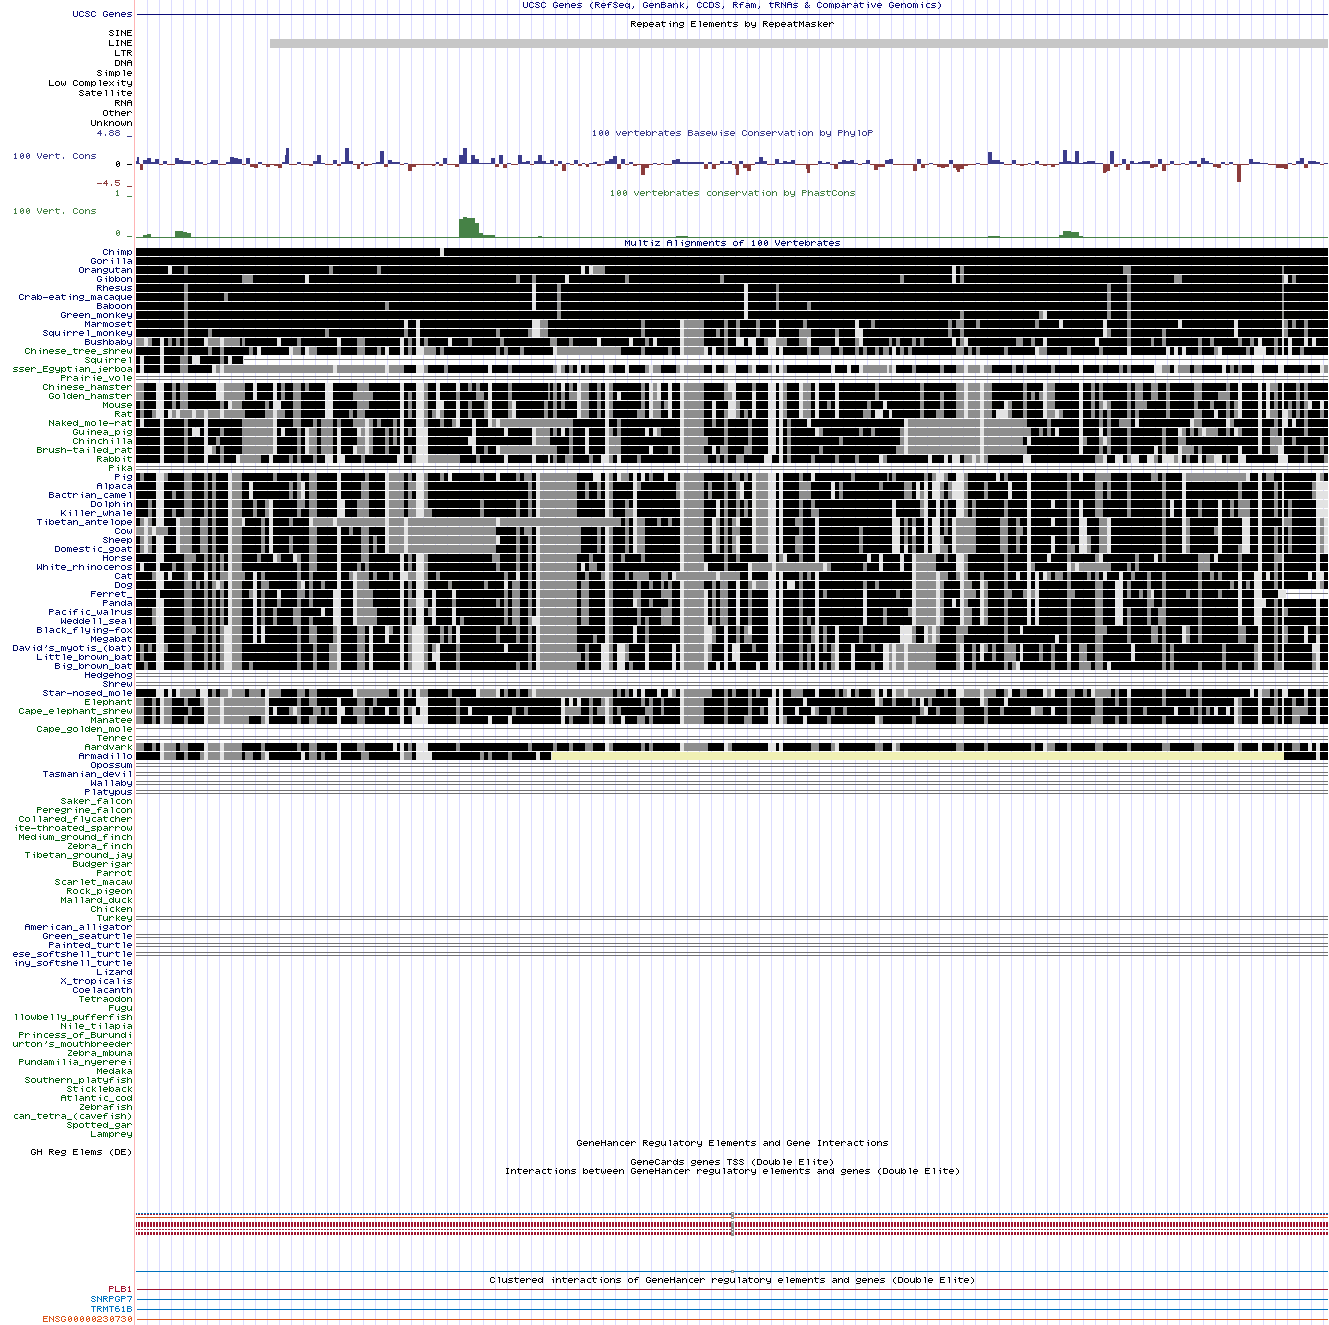 UCSC Genes (RefSeq, GenBank, CCDS, Rfam, tRNAs & Comparative Genomics)
UCSC Genes
Repeating Elements by RepeatMasker
SINE
LINE
LTR
DNA
Simple
Low Complexity
Satellite
RNA
Other
Unknown
4.88 _
100 vertebrates Basewise Conservation by PhyloP
100 Vert. Cons
0 _
-4.5 _
1 _
100 vertebrates conservation by PhastCons
100 Vert. Cons
0 _
Multiz Alignments of 100 Vertebrates
Chimp
Gorilla
Orangutan
Gibbon
Rhesus
Crab-eating_macaque
Baboon
Green_monkey
Marmoset
Squirrel_monkey
Bushbaby
Chinese_tree_shrew
Squirrel
sser_Egyptian_jerboa
Prairie_vole
Chinese_hamster
Golden_hamster
Mouse
Rat
Naked_mole-rat
Guinea_pig
Chinchilla
Brush-tailed_rat
Rabbit
Pika
Pig
Alpaca
Bactrian_camel
Dolphin
Killer_whale
Tibetan_antelope
Cow
Sheep
Domestic_goat
Horse
White_rhinoceros
Cat
Dog
Ferret_
Panda
Pacific_walrus
Weddell_seal
Black_flying-fox
Megabat
David's_myotis_(bat)
Little_brown_bat
Big_brown_bat
Hedgehog
Shrew
Star-nosed_mole
Elephant
Cape_elephant_shrew
Manatee
Cape_golden_mole
Tenrec
Aardvark
Armadillo
Opossum
Tasmanian_devil
Wallaby
Platypus
Saker_falcon
Peregrine_falcon
Collared_flycatcher
ite-throated_sparrow
Medium_ground_finch
Zebra_finch
Tibetan_ground_jay
Budgerigar
Parrot
Scarlet_macaw
Rock_pigeon
Mallard_duck
Chicken
Turkey
American_alligator
Green_seaturtle
Painted_turtle
ese_softshell_turtle
iny_softshell_turtle
Lizard
X_tropicalis
Coelacanth
Tetraodon
Fugu
llowbelly_pufferfish
Nile_tilapia
Princess_of_Burundi
urton's_mouthbreeder
Zebra_mbuna
Pundamilia_nyererei
Medaka
Southern_platyfish
Stickleback
Atlantic_cod
Zebrafish
can_tetra_(cavefish)
Spotted_gar
Lamprey
GeneHancer Regulatory Elements and Gene Interactions
GH Reg Elems (DE)
GeneCards genes TSS (Double Elite)
Interactions between GeneHancer regulatory elements and genes (Double Elite)
Clustered interactions of GeneHancer regulatory elements and genes (Double Elite)
PLB1
SNRPGP7
TRMT61B
ENSG00000230730